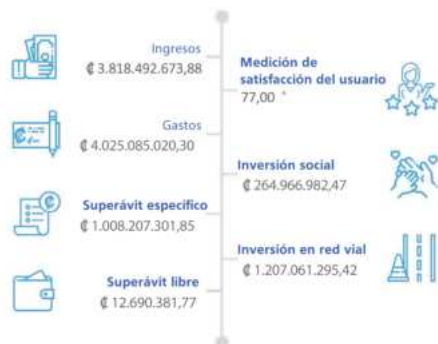 Ingresos
₡ 3.818.492.673,88
Medición de
satisfacción del usuario
77,00 *
Gastos
₡ 4.025.085.020,30
Inversión social
₡ 264.966.982,47
Superávit específico
₡ 1.008.207.301,85
Inversión en red vial
₡ 1.207.061.295,42
Superávit libre
₡ 12.690.381,77